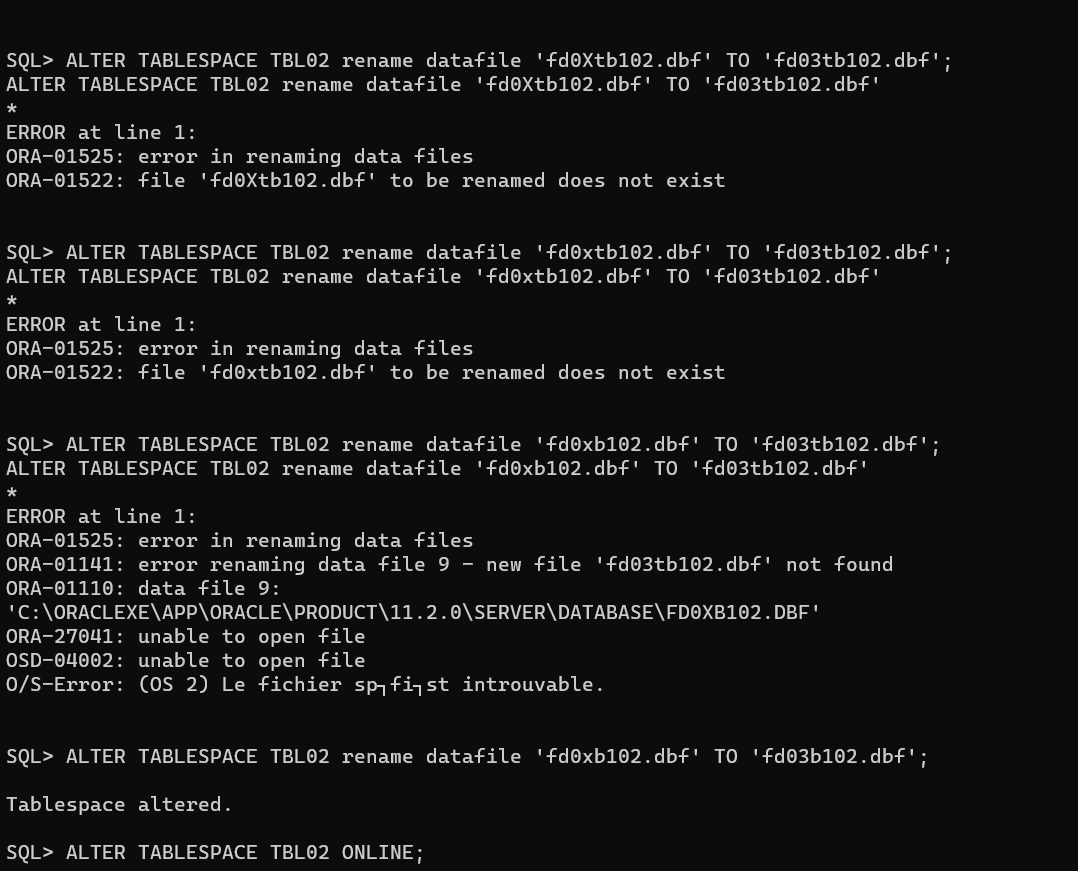 SQL> ALTER TABLESPACE TBL02 rename datafile 'fd0Xtb102.dbf' TO 'fd03tb102.dbf';
ALTER TABLESPACE TBL02 rename datafile 'fd0Xtb102.dbf' TO 'fd03tb102.dbf'
*
ERROR at line 1:
ORA-01525: error in renaming data files
ORA-01522: file 'fd0Xtb102.dbf' to be renamed does not exist
SQL> ALTER TABLESPACE TBL02 rename datafile 'fd0xtb102.dbf' TO 'fd03tb102.dbf';
ALTER TABLESPACE TBL02 rename datafile 'fd0xtb102.dbf' TO 'fd03tb102.dbf'
*
ERROR at line 1:
ORA-01525: error in renaming data files
ORA-01522: file 'fd0xtb102.dbf' to be renamed does not exist
SQL> ALTER TABLESPACE TBL02 rename datafile 'fd0xb102.dbf' TO 'fd03tb102.dbf';
ALTER TABLESPACE TBL02 rename datafile 'fd0xb102.dbf' TO 'fd03tb102.dbf'
*
ERROR at line 1:
ORA-01525: error in renaming data files
ORA-01141: error renaming data file 9 - new file 'fd03tb102.dbf' not found
ORA-01110: data file 9:
'C:\ORACLEXE\APP\ORACLE\PRODUCT\11.2.0\SERVER\DATABASE\FD0XB102.DBF'
ORA-27041: unable to open file
OSD-04002: unable to open file
O/S-Error: (OS 2) Le fichier sp┐fi┐st introuvable.
SQL> ALTER TABLESPACE TBL02 rename datafile 'fd0xb102.dbf' TO 'fd03b102.dbf';
Tablespace altered.
SQL> ALTER TABLESPACE TBL02 ONLINE;